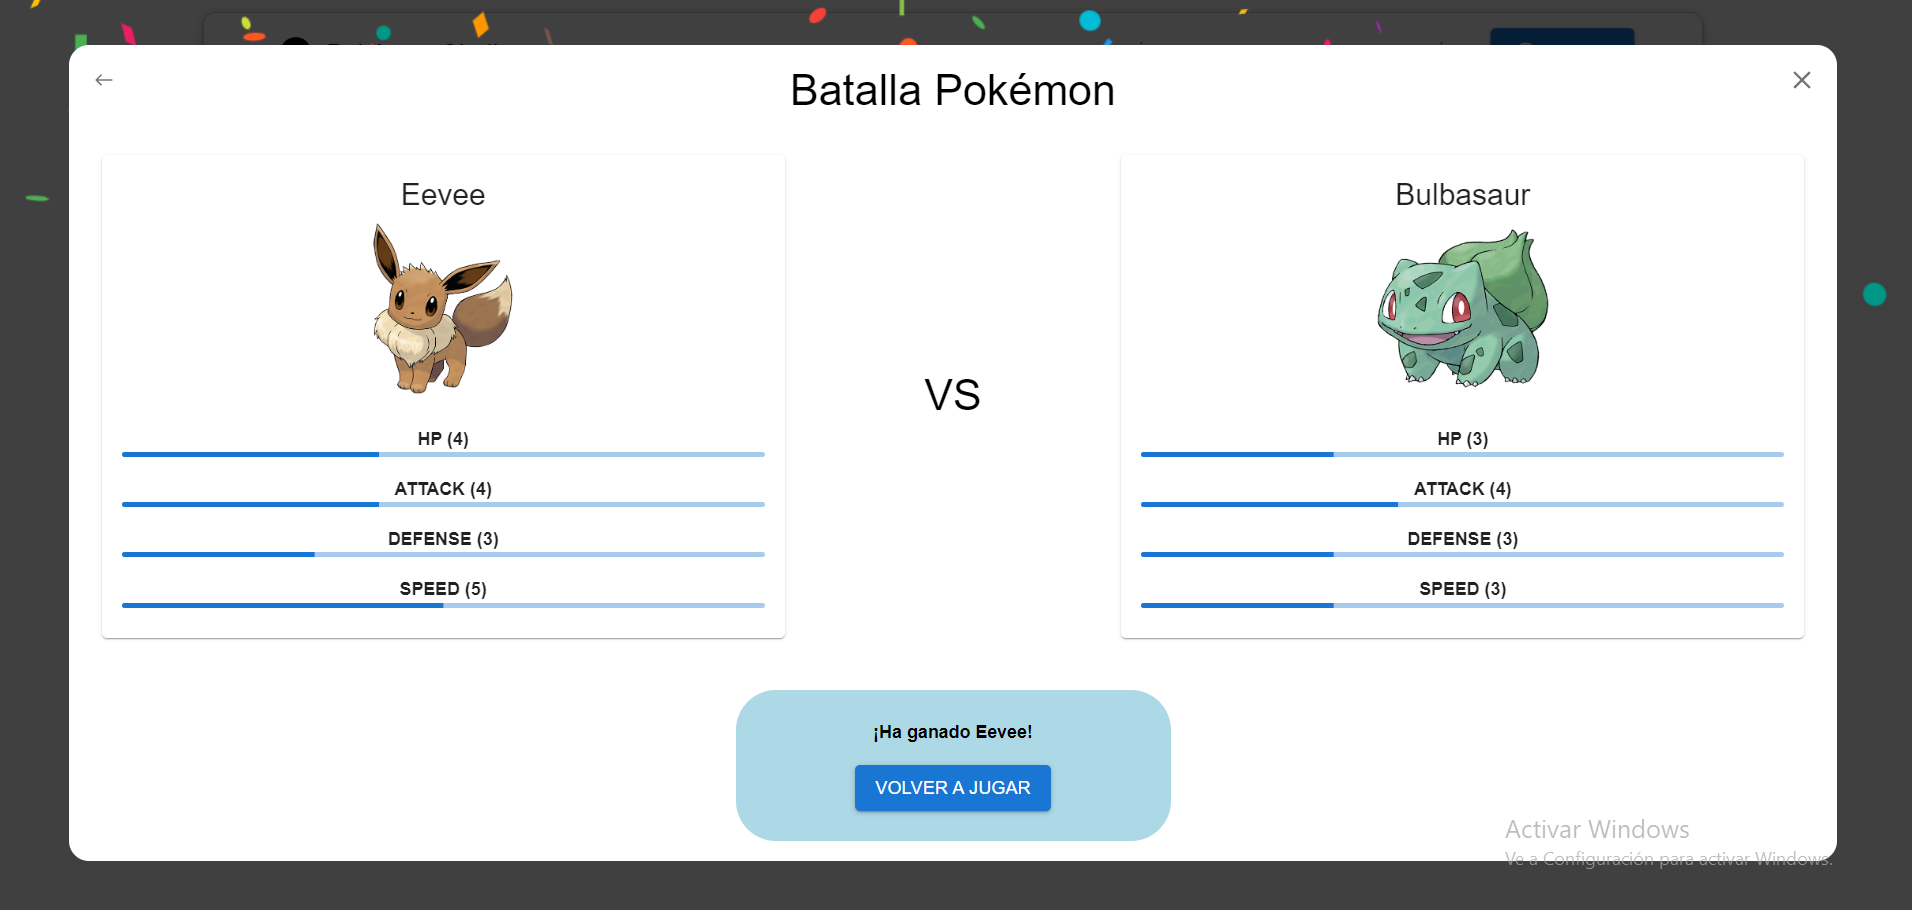 Batalla Pokémon
Eevee
HP (4)
ATTACK (4)
DEFENSE (3)
SPEED (5)
VS
Bulbasaur
HP (3)
ATTACK (4)
DEFENSE (3)
SPEED (3)
¡Ha ganado Eevee!
VOLVER A JUGAR
Activar Windows
Ve a Configuración para activar Windows.